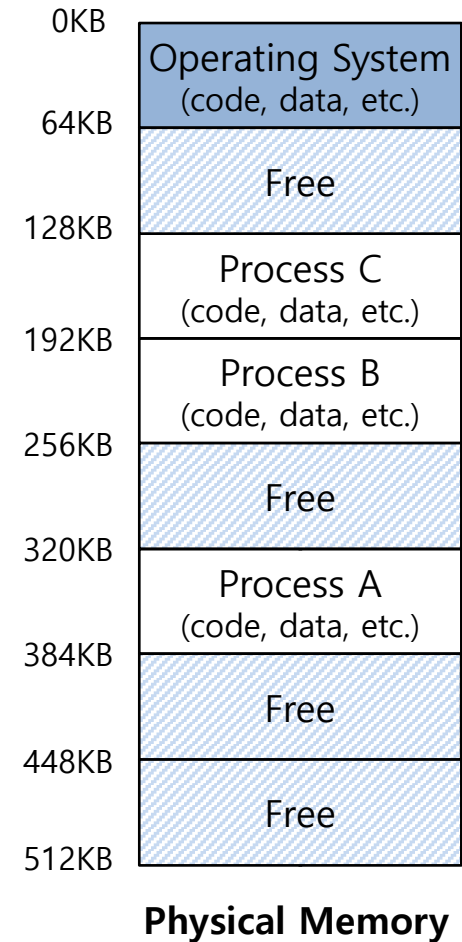 0KB
Operating System
(code, data, etc.)
64KB
Free
128KB
Process C
(code, data, etc.)
192KB
Process B
(code, data, etc.)
256KB
Free
320KB
Process A
(code, data, etc.)
384KB
Free
448KB
Free
512KB
Physical Memory